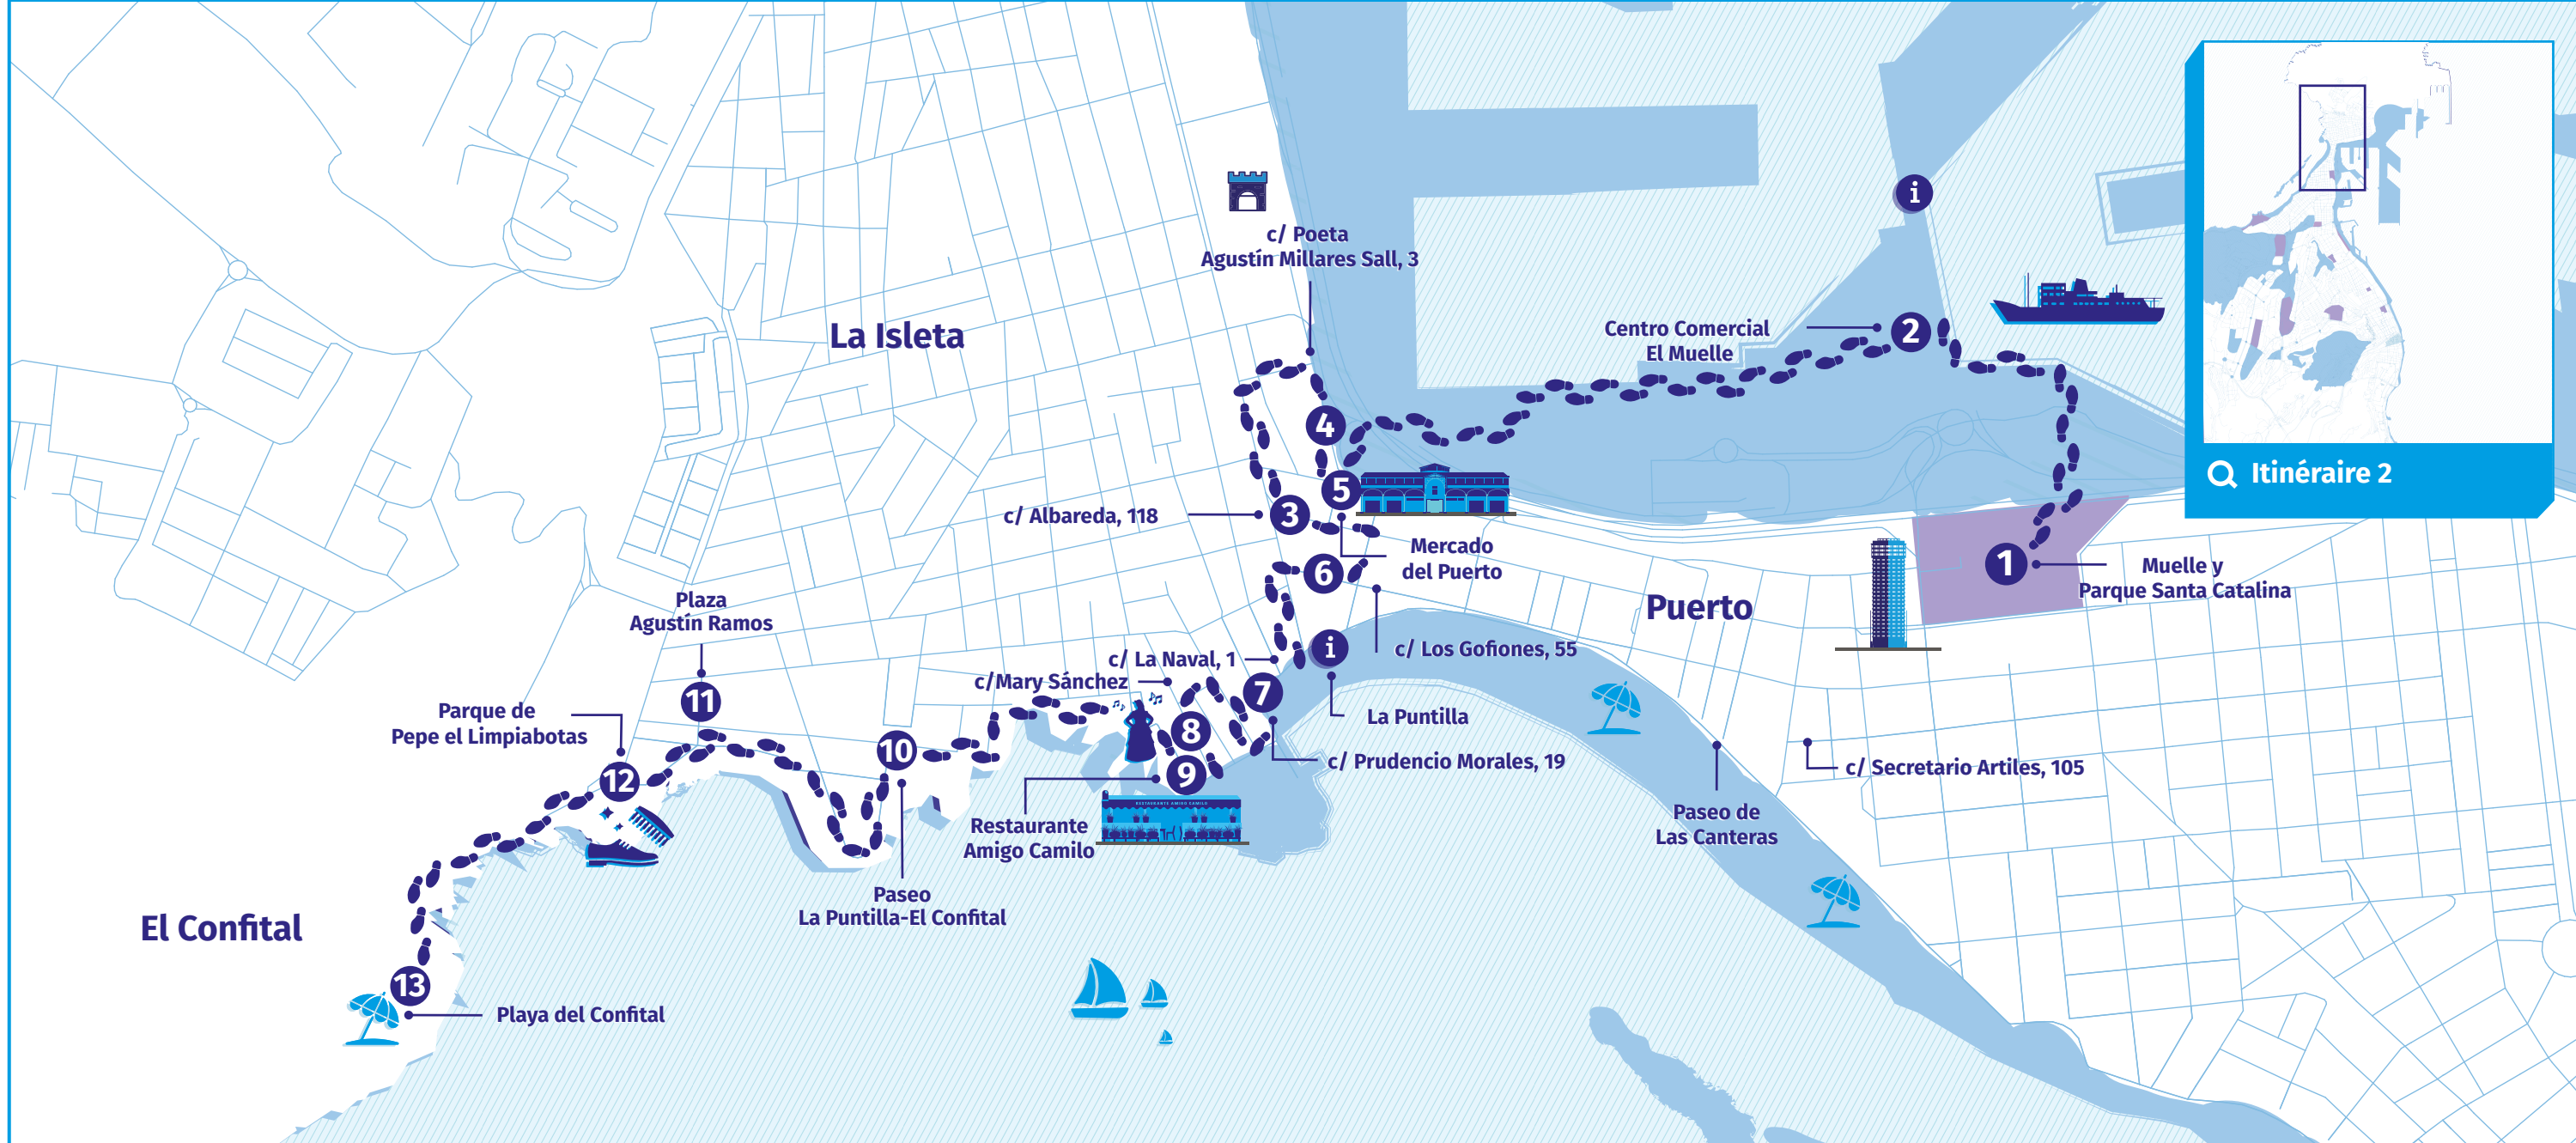 i
c/ Poeta
Agustín Millares Sall, 3
La Isleta
Centro Comercial
El Muelle
2
Itinéraire 2
4
5
3
c/ Albareda, 118
Mercado
del Puerto
6
1
Muelle y
Parque Santa Catalina
Puerto
Plaza
Agustín Ramos
i
c/ Los Gofiones, 55
c/ La Naval, 1
c/Mary Sánchez
7
11
La Puntilla
Parque de
Pepe el Limpiabotas
8
10
9
c/ Prudencio Morales, 19
c/ Secretario Artiles, 105
12
RESTAURANTE AMIGO CAMILO
Restaurante
Amigo Camilo
Paseo de
Las Canteras
Paseo
La Puntilla-El Confital
El Confital
13
Playa del Confital